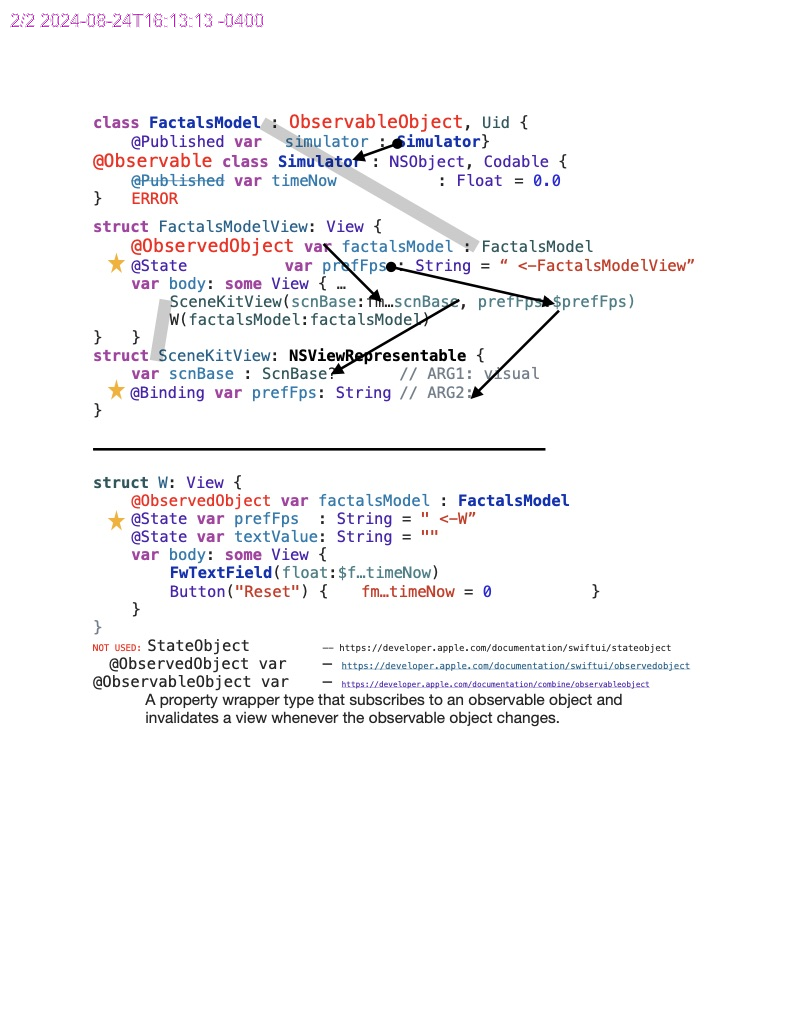 2/2 2024-08-24T16:13:13 -0400
class FactalsModel : ObservableObject, Uid {
@Published var simulator : Simulator}
@Observable class Simulator : NSObject, Codable {
@Published var timeNow : Float = 0.0
} ERROR
struct FactalsModelView: View {
@ObservedObject var factalsModel : FactalsModel
@State var prefFps : String = “ <-FactalsModelView”
var body: some View { …
SceneKitView(scnBase:fm…scnBase, prefFps:$prefFps)
W(factalsModel:factalsModel)
} }
struct SceneKitView: NSViewRepresentable {
var scnBase : ScnBase? // ARG1: visual
@Binding var prefFps: String // ARG2:
}
struct W: View {
@ObservedObject var factalsModel : FactalsModel
@State var prefFps : String = " <-W”
@State var textValue: String = ""
var body: some View {
FwTextField(float:$f…timeNow)
Button("Reset") { fm…timeNow = 0 }
}
}
NOT USED: StateObject –– https://developer.apple.com/documentation/swiftui/stateobject
@ObservedObject var — https://developer.apple.com/documentation/swiftui/observedobject
@ObservableObject var — https://developer.apple.com/documentation/combine/observableobject
A property wrapper type that subscribes to an observable object and
invalidates a view whenever the observable object changes.